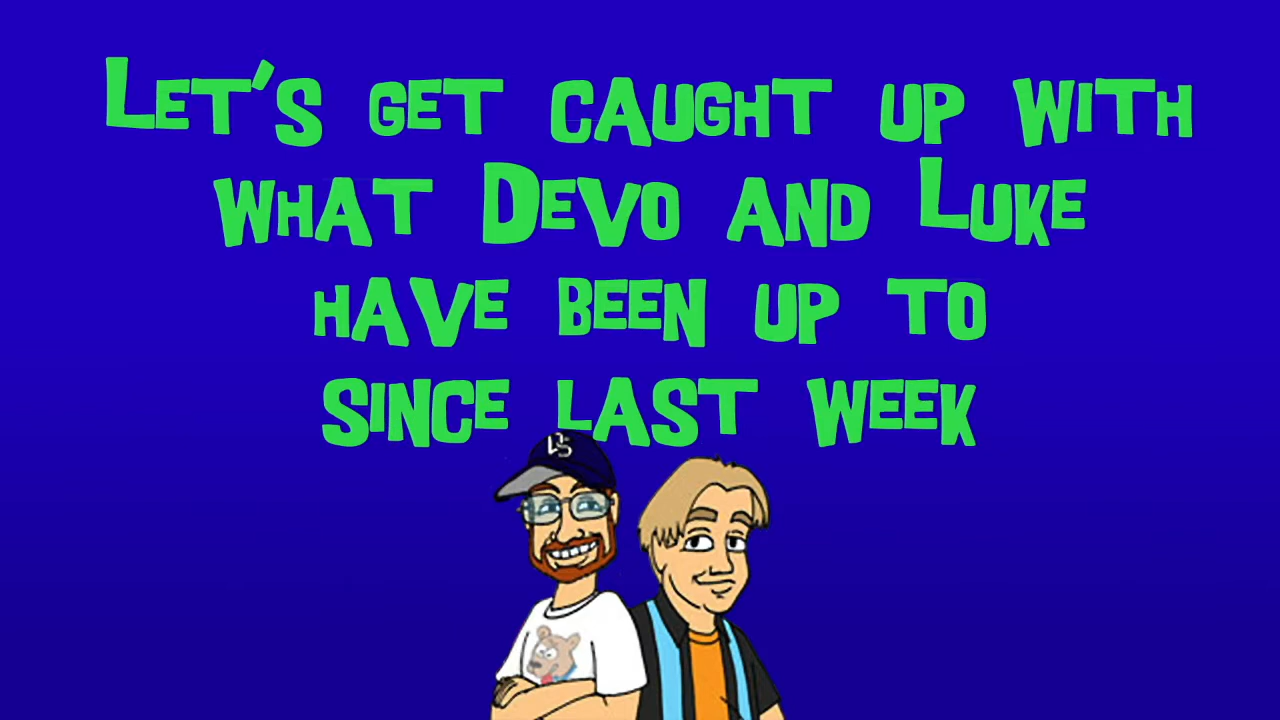 Let's get caught up with
what Devo and Luke
have been up to
since last week